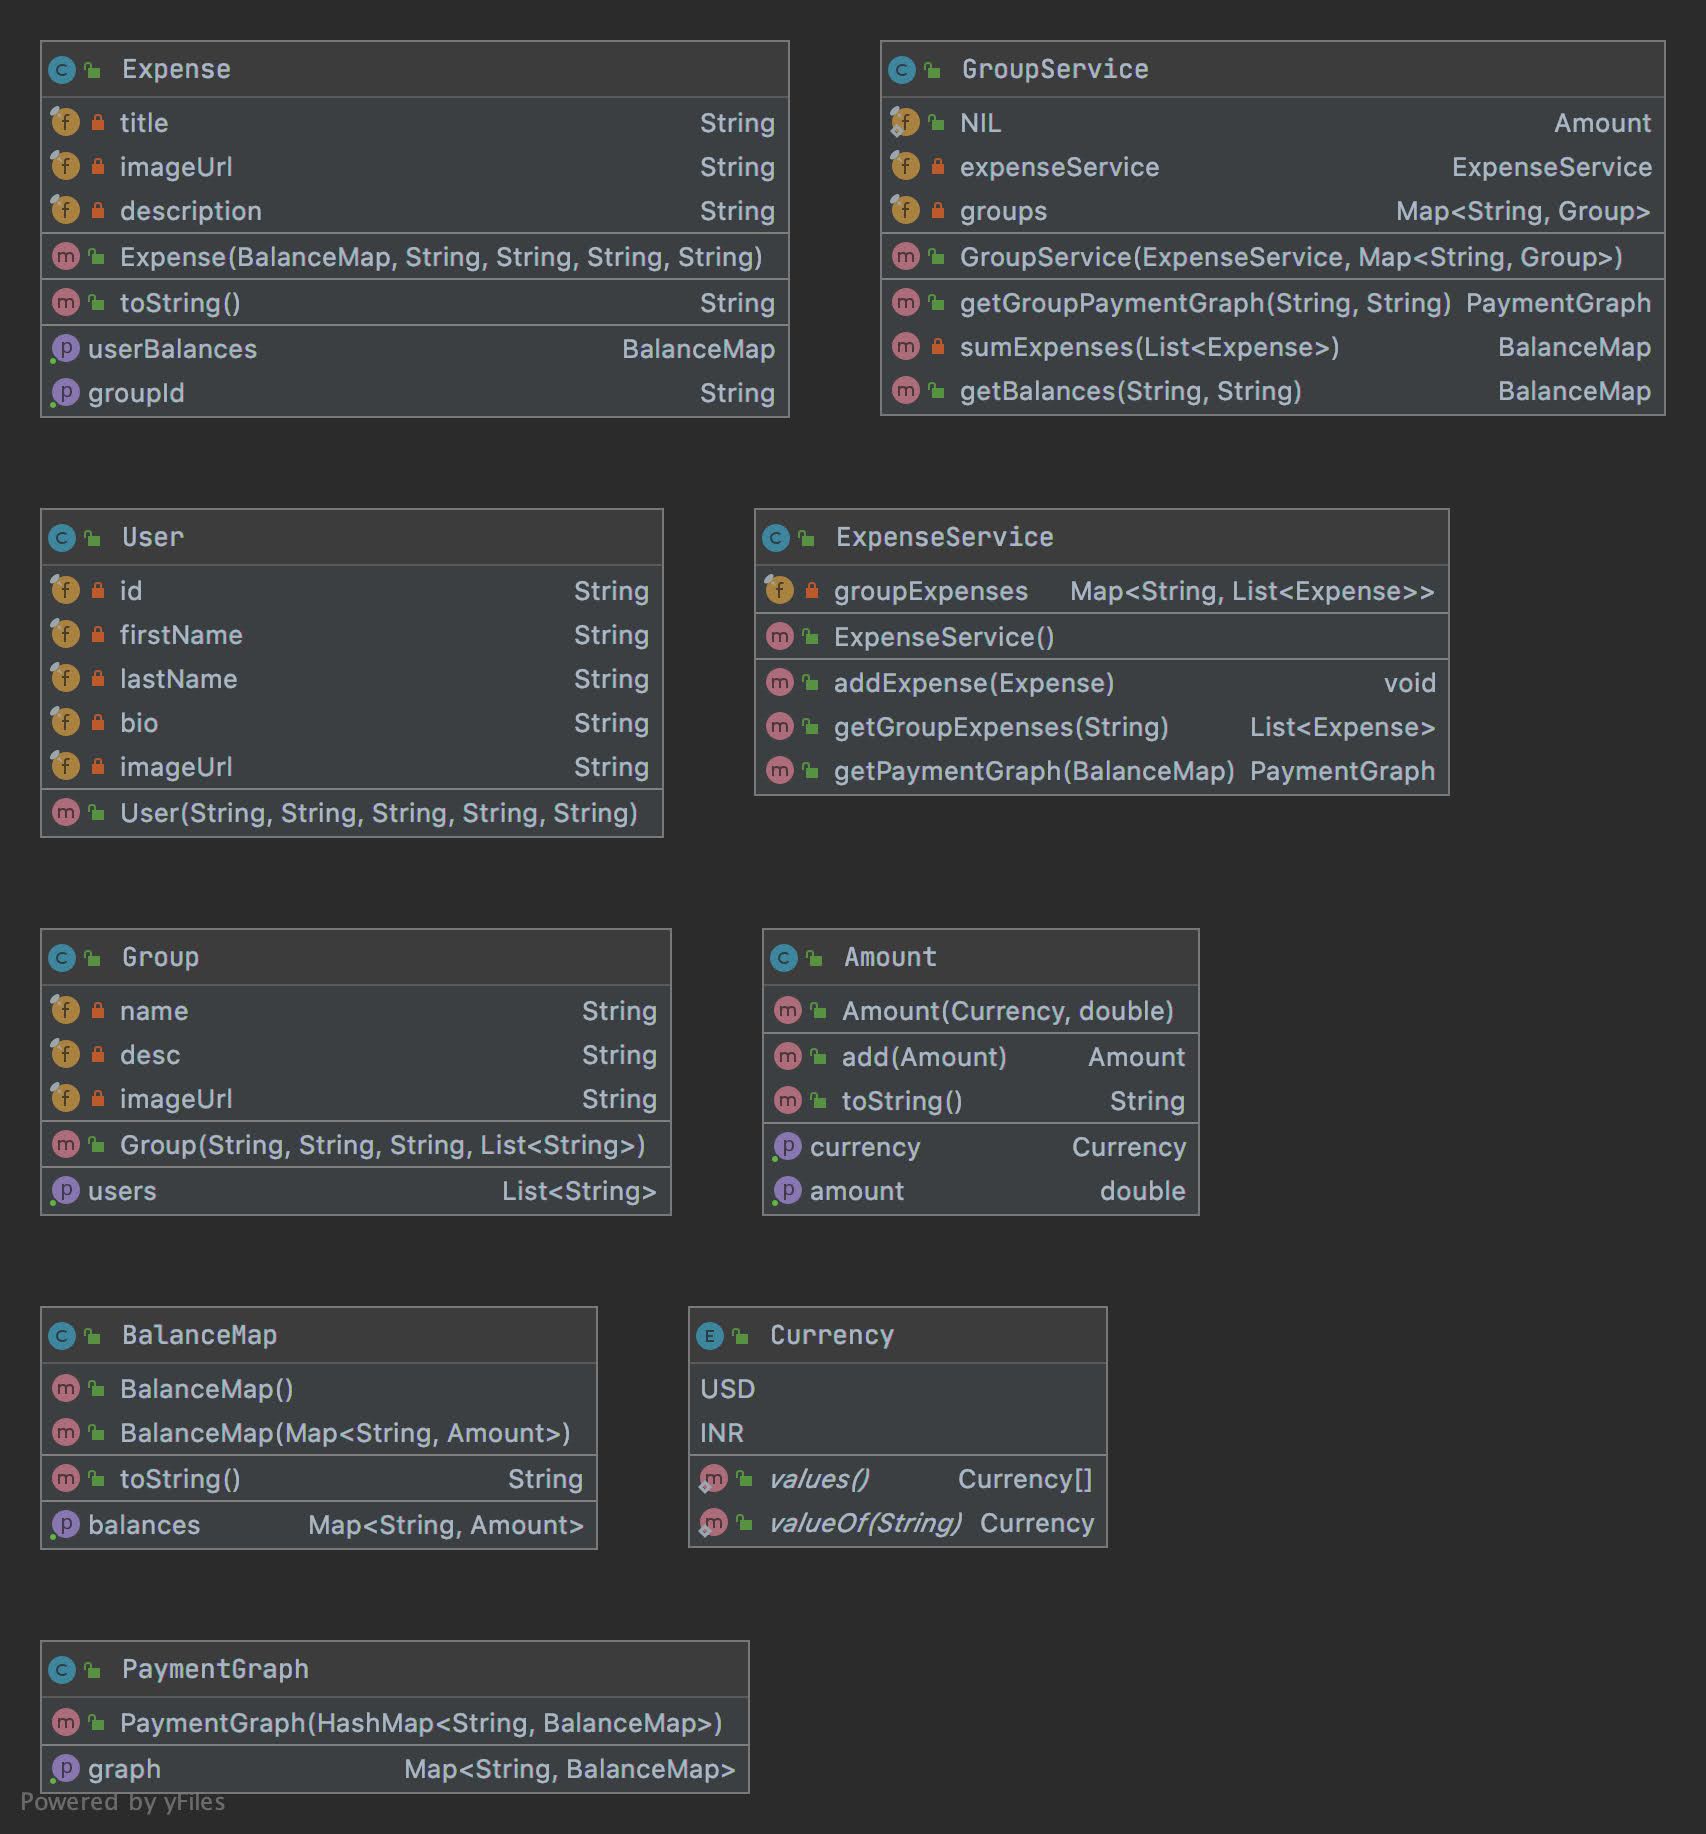 Expense
title String
imageUrl String
description String
Expense(BalanceMap, String, String, String, String)
toString() String
userBalances BalanceMap
groupId String
GroupService
NIL Amount
expenseService ExpenseService
groups Map<String, Group>
GroupService(ExpenseService, Map<String, Group>)
getGroupPaymentGraph(String, String) PaymentGraph
sumExpenses(List<Expense>) BalanceMap
getBalances(String, String) BalanceMap
User
id String
firstName String
lastName String
bio String
imageUrl String
User(String, String, String, String, String)
ExpenseService
groupExpenses Map<String, List<Expense>>
ExpenseService()
addExpense(Expense) void
getGroupExpenses(String) List<Expense>
getPaymentGraph(BalanceMap) PaymentGraph
Group
name String
desc String
imageUrl String
Group(String, String, String, List<String>)
users List<String>
Amount
Amount(Currency, double)
add(Amount) Amount
toString() String
currency Currency
amount double
BalanceMap
BalanceMap()
BalanceMap(Map<String, Amount>)
toString() String
balances Map<String, Amount>
Currency
USD
INR
values() Currency[]
valueOf(String) Currency
PaymentGraph
PaymentGraph(HashMap<String, BalanceMap>)
graph Map<String, BalanceMap>
Powered by yFiles